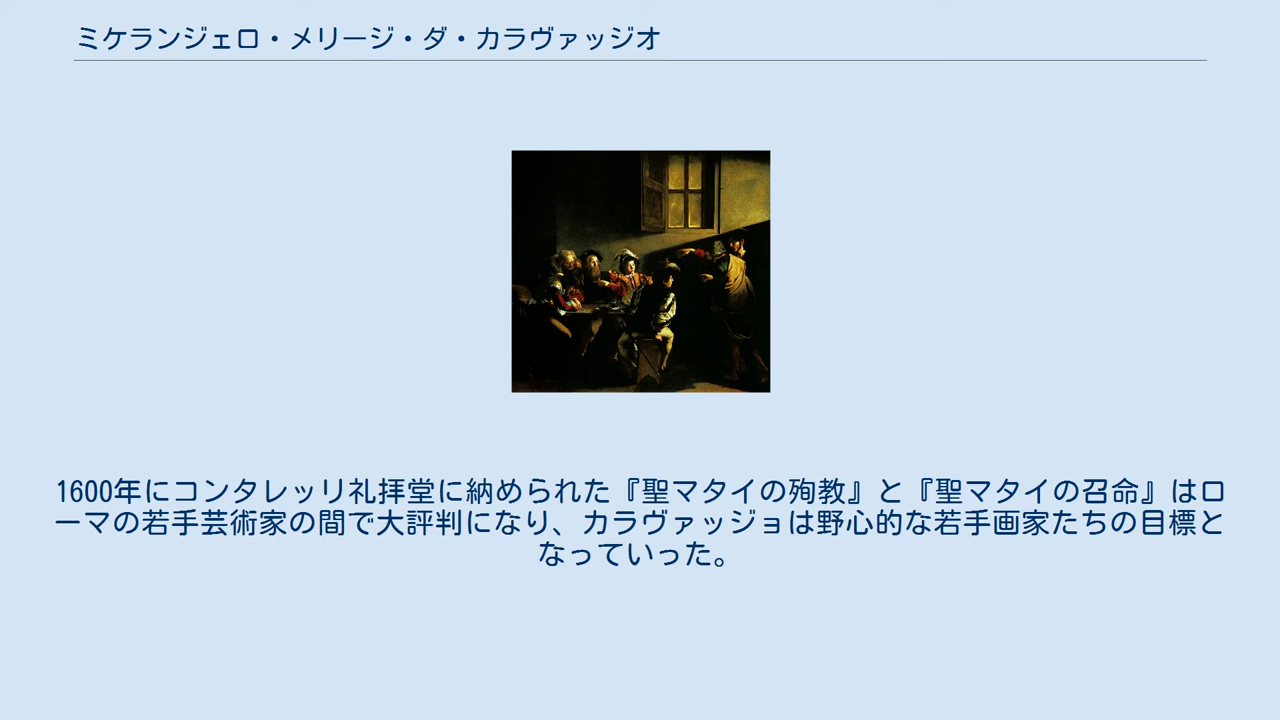 ミケランジェロ・メリージ・ダ・カラヴァッジオ
1600年にコンタレッリ礼拝堂に納められた『聖マタイの殉教』と『聖マタイの召命』はロ
ーマの若手芸術家の間で大評判になり、カラヴァッジョは野心的な若手画家たちの目標と
なっていった。